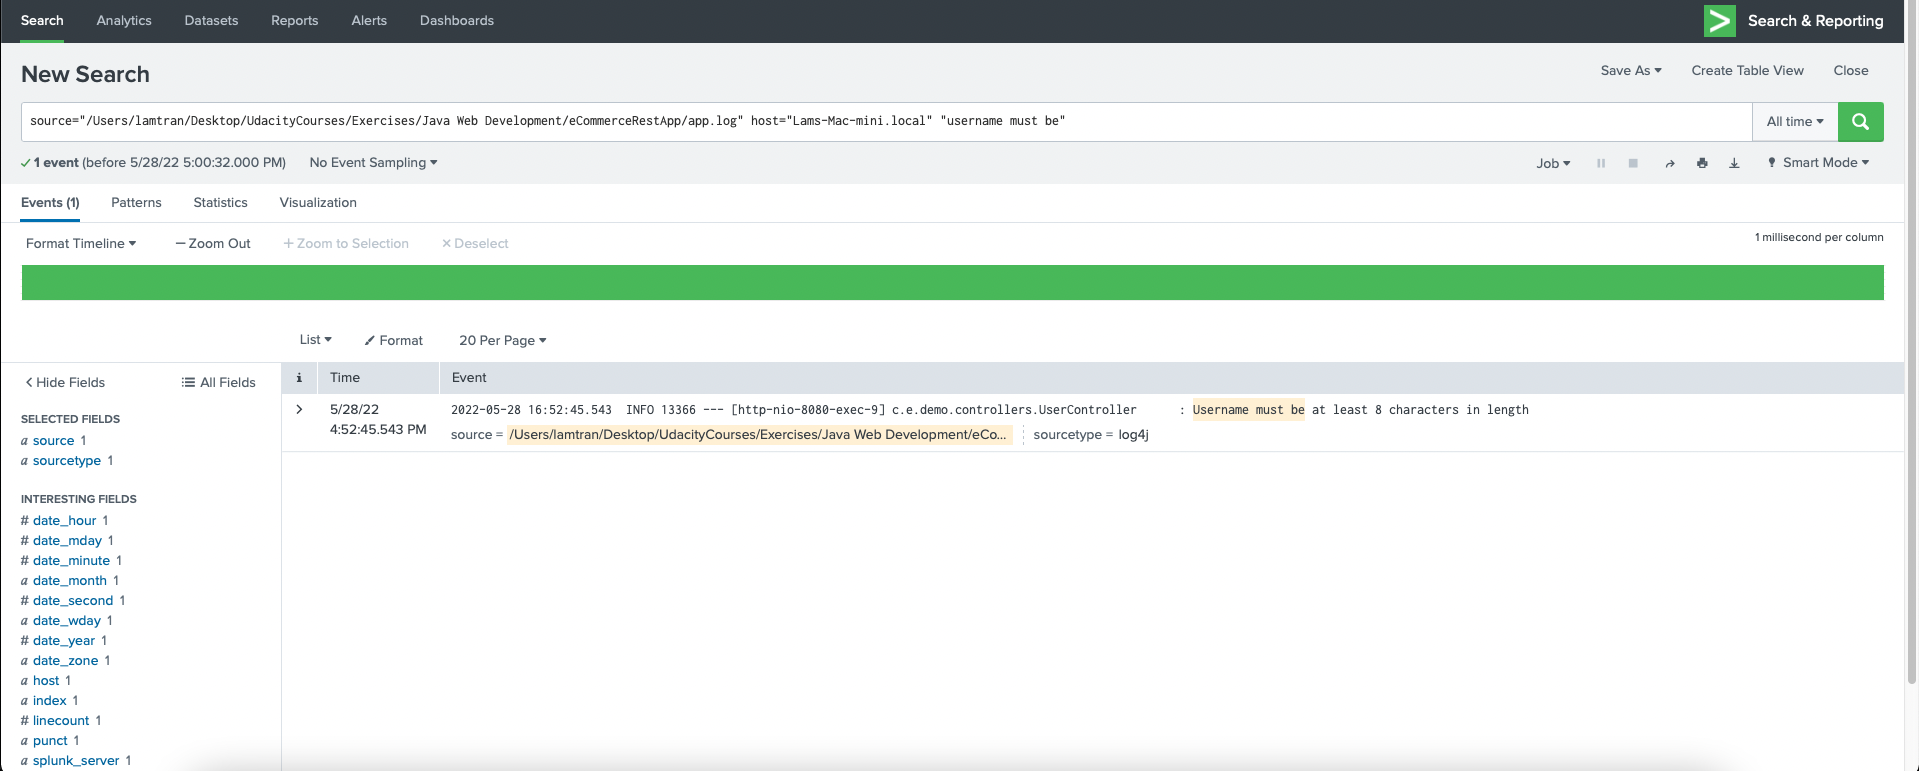 Search Analytics Datasets Reports Alerts Dashboards Search & Reporting
New Search Save As Create Table View Close
source="/Users/lamtran/Desktop/UdacityCourses/Exercises/Java Web Development/eCommerceRestApp/app.log" host="Lams-Mac-mini.local" "username must be" All time
1 event (before 5/28/22 5:00:32.000 PM) No Event Sampling Job Smart Mode
Events (1) Patterns Statistics Visualization
Format Timeline — Zoom Out + Zoom to Selection × Deselect 1 millisecond per column
List Format 20 Per Page
< Hide Fields All Fields
i Time Event
SELECTED FIELDS
a source 1
a sourcetype 1
INTERESTING FIELDS
# date_hour 1
# date_mday 1
# date_minute 1
a date_month 1
# date_second 1
a date_wday 1
# date_year 1
a date_zone 1
a host 1
a index 1
# linecount 1
a punct 1
a splunk_server 1
> 5/28/22 4:52:45.543 PM
2022-05-28 16:52:45.543 INFO 13366 --- [http-nio-8080-exec-9] c.e.demo.controllers.UserController : Username must be at least 8 characters in length
source = /Users/lamtran/Desktop/UdacityCourses/Exercises/Java Web Development/eCo... sourcetype = log4j